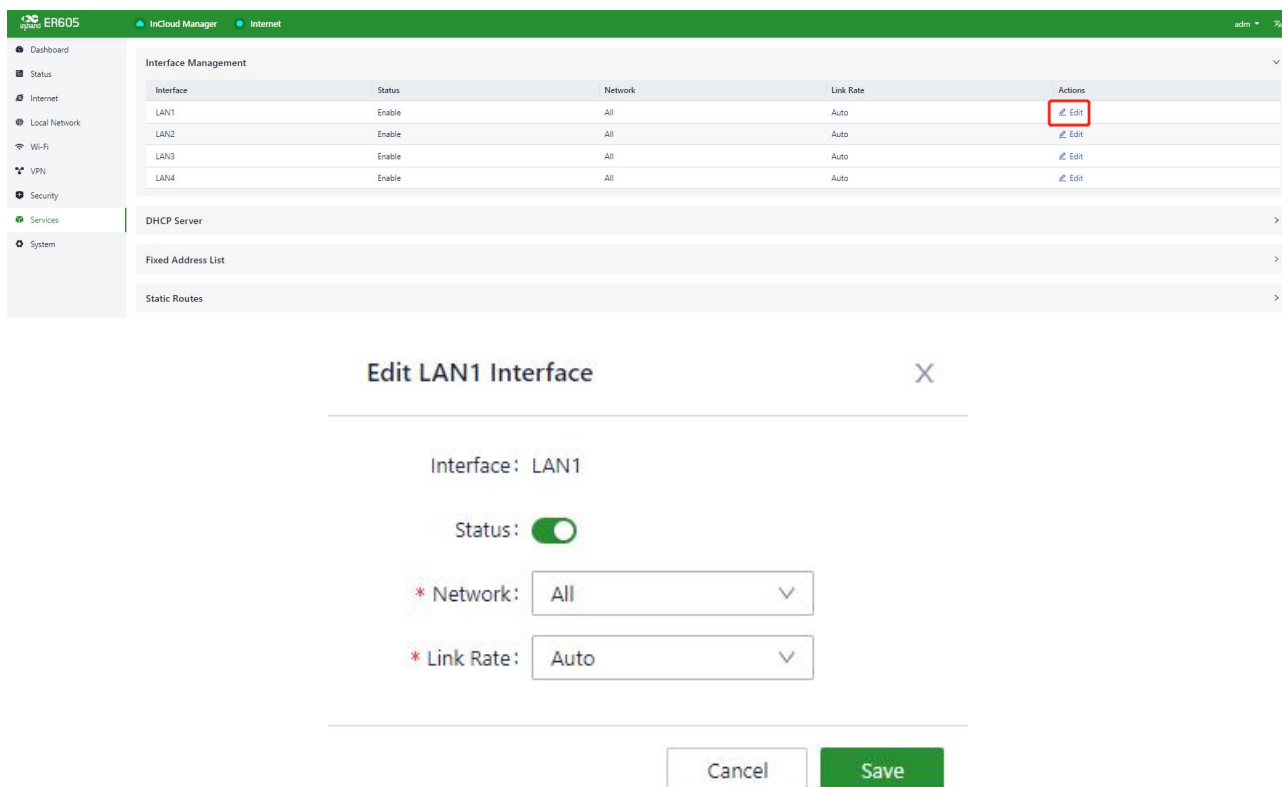 inhand ER605 InCloud Manager Internet adm
Dashboard
Status
Internet
Local Network
Wi-Fi
VPN
Security
Services
System
Interface Management
Interface Status Network Link Rate Actions
LAN1 Enable All Auto Edit
LAN2 Enable All Auto Edit
LAN3 Enable All Auto Edit
LAN4 Enable All Auto Edit
DHCP Server
Fixed Address List
Static Routes
Edit LAN1 Interface X
Interface: LAN1
Status:
* Network: All
* Link Rate: Auto
Cancel Save